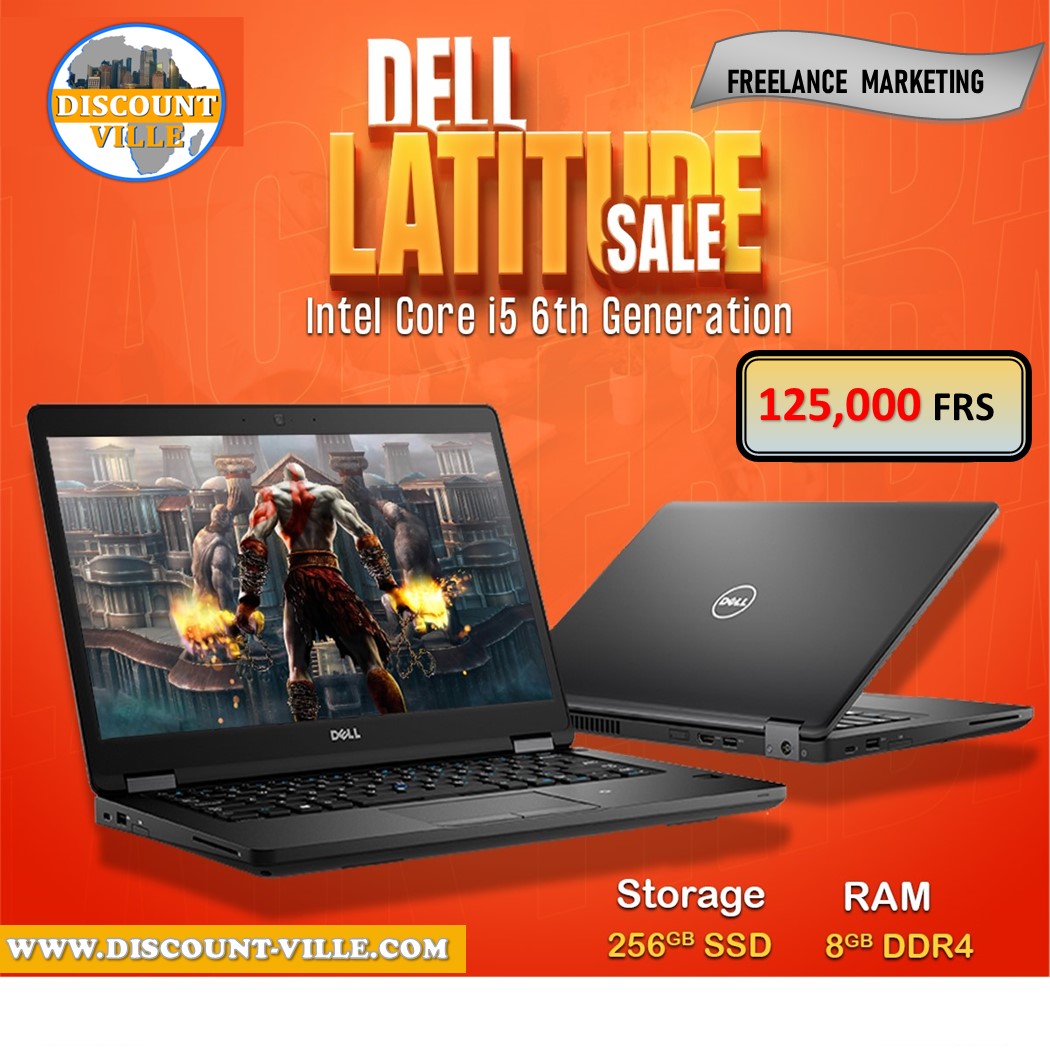 DISCOUNT
VILLE
FREELANCE MARKETING
DELL
LATITUDE
SALE
Intel Core i5 6th Generation
125,000 FRS
DELL
DELL
Storage
256GB SSD
RAM
8GB DDR4
WWW.DISCOUNT-VILLE.COM